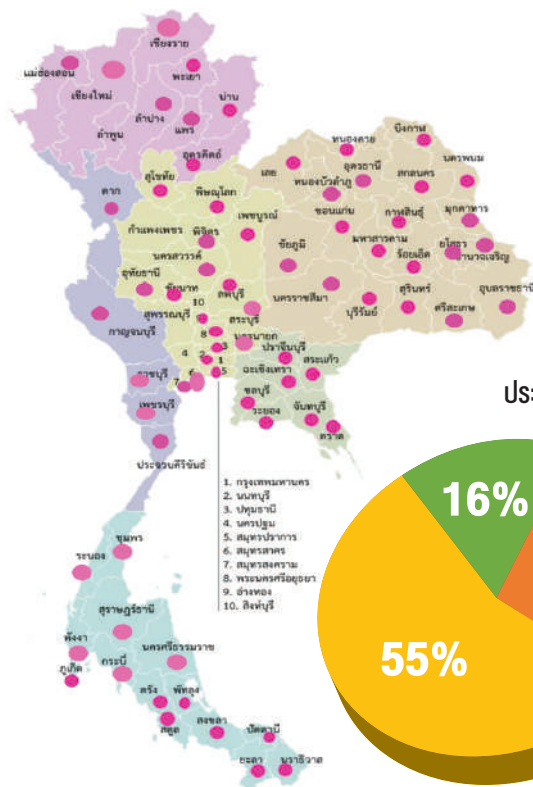 เชียงราย
แม่ฮ่องสอน
พะเยา
เชียงใหม่
น่าน
ลำปาง
แพร่
ลำพูน
อุตรดิตถ์
ตาก
สุโขทัย
พิษณุโลก
กำแพงเพชร
พิจิตร
เพชรบูรณ์
นครสวรรค์
อุทัยธานี
ชัยนาท
ลพบุรี
10
สุพรรณบุรี
สระบุรี
9
8
นครนายก
3
4
2
1
6
5
7
กาญจนบุรี
ราชบุรี
เพชรบุรี
ประจวบคีรีขันธ์
บึงกาฬ
หนองคาย
เลย
อุดรธานี
นครพนม
สกลนคร
หนองบัวลำภู
มุกดาหาร
ขอนแก่น
กาฬสินธุ์
มหาสารคาม
ยโสธร
ชัยภูมิ
ร้อยเอ็ด
อำนาจเจริญ
นครราชสีมา
สุรินทร์
อุบลราชธานี
บุรีรัมย์
ศรีสะเกษ
ปราจีนบุรี
สระแก้ว
ฉะเชิงเทรา
ชลบุรี
จันทบุรี
ระยอง
ตราด
1. กรุงเทพมหานคร
2. นนทบุรี
3. ปทุมธานี
4. นครปฐม
5. สมุทรปราการ
6. สมุทรสาคร
7. สมุทรสงคราม
8. พระนครศรีอยุธยา
9. อ่างทอง
10. สิงห์บุรี
ชุมพร
ระนอง
สุราษฎร์ธานี
พังงา
นครศรีธรรมราช
ภูเก็ต
กระบี่
ตรัง
พัทลุง
สตูล
สงขลา
ปัตตานี
ยะลา
นราธิวาส
ประ
16%
55%